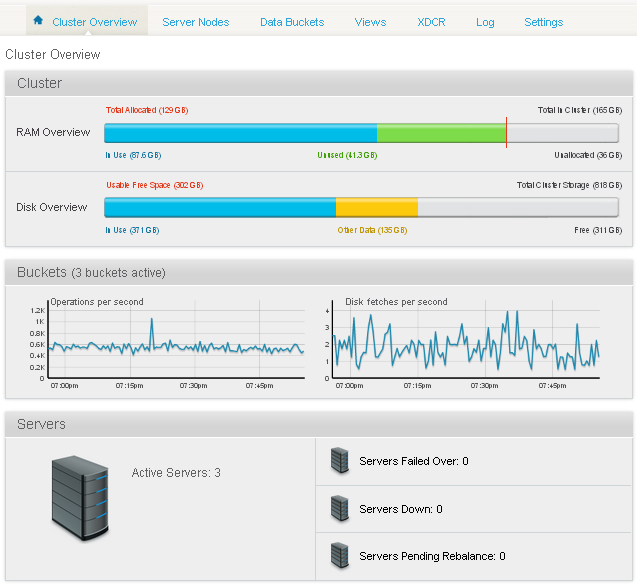 Cluster Overview Server Nodes Data Buckets Views XDCR Log Settings
Cluster Overview
Cluster
Total Allocated (129 GB) Total in Cluster (165 GB)
RAM Overview
In Use (87.6 GB) Unused (41.3 GB) Unallocated (36 GB)
Usable Free Space (302 GB) Total Cluster Storage (818 GB)
Disk Overview
In Use (371 GB) Other Data (135 GB) Free (311 GB)
Buckets (3 buckets active)
Operations per second Disk fetches per second
1.2K
1K
0.8K
0.6K
0.4K
0.2K
0
07:00pm 07:15pm 07:30pm 07:45pm
4
3
2
1
0
07:00pm 07:15pm 07:30pm 07:45pm
Servers
Active Servers: 3
Servers Failed Over: 0
Servers Down: 0
Servers Pending Rebalance: 0